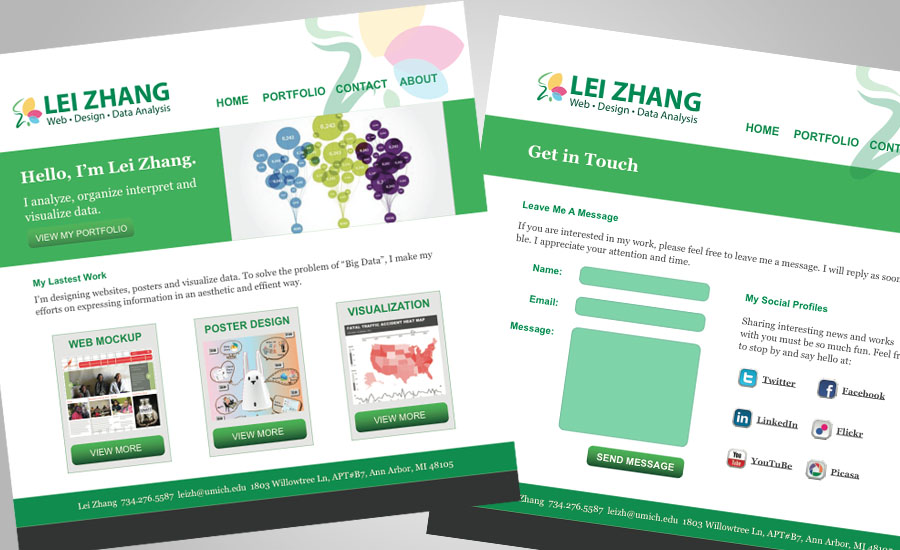 LEI ZHANG
Web • Design • Data Analysis
HOME PORTFOLIO CONTACT ABOUT
Hello, I'm Lei Zhang.
I analyze, organize interpret and
visualize data.
VIEW MY PORTFOLIO
0,243
My Lastest Work
I'm designing websites, posters and visualize data. To solve the problem of “Big Data”, I make my
efforts on expressing information in an aesthetic and effient way.
WEB MOCKUP
VIEW MORE
POSTER DESIGN
VIEW MORE
VISUALIZATION
FATAL TRAFFIC ACCIDENT HEAT MAP
VIEW MORE
Lei Zhang 734.276.5587 leizh@umich.edu 1803 Willowtree Ln, APT#B7, Ann Arbor, MI 48105
LEI ZHANG
Web • Design • Data Analysis
HOME PORTFOLIO CONT
Get in Touch
Leave Me A Message
If you are interested in my work, please feel free to leave me a message. I will reply as soon
ble. I appreciate your attention and time.
Name:
Email:
Message:
SEND MESSAGE
My Social Profiles
Sharing interesting news and works
with you must be so much fun. Feel fre
to stop by and say hello at:
Twitter Facebook
LinkedIn Flickr
YouTuBe Picasa
Zhang 734.276.5587 leizh@umich.edu 1803 Willowtree Ln, APT#B7, Ann Arbor, MI 48105